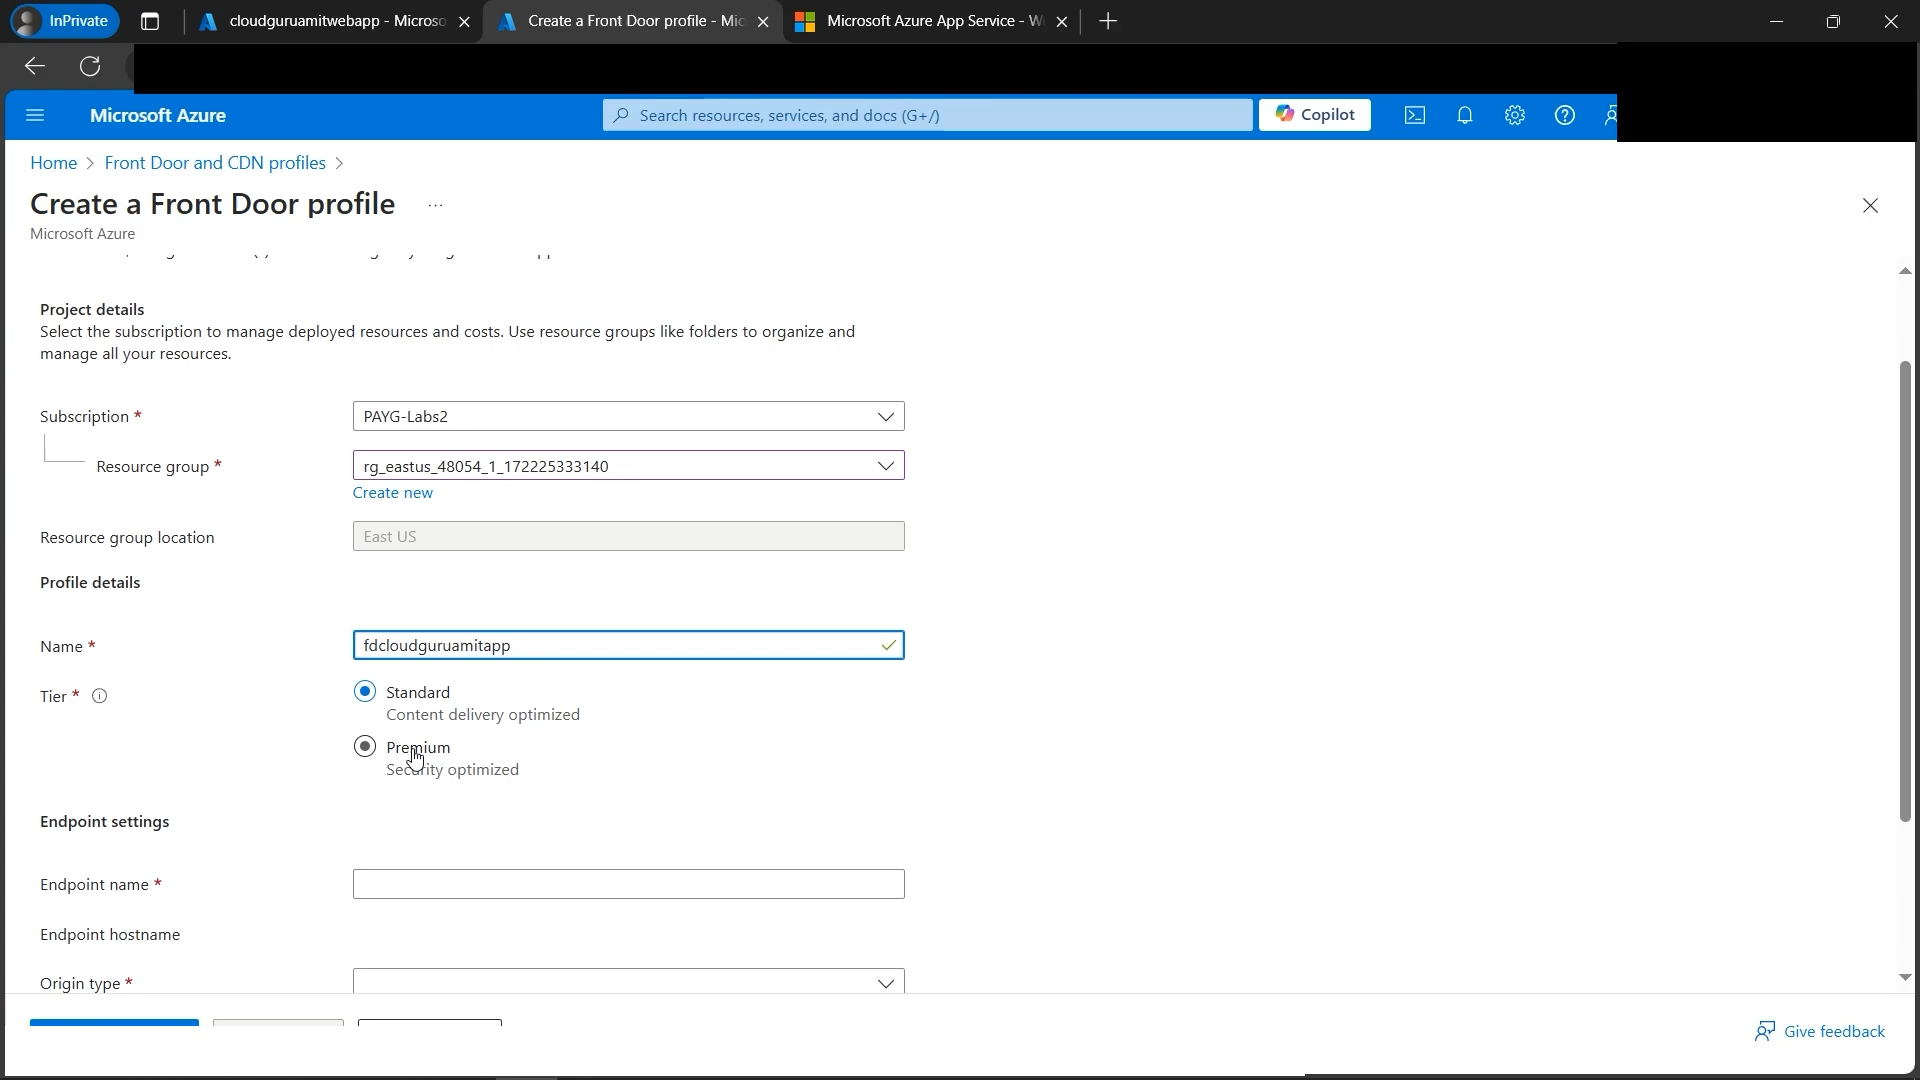 InPrivate
cloudguruamitwebapp - Microso
Create a Front Door profile - Mic
Microsoft Azure App Service - W
Microsoft Azure
Search resources, services, and docs (G+/)
Copilot
Home > Front Door and CDN profiles >
Create a Front Door profile ...
Microsoft Azure
Project details
Select the subscription to manage deployed resources and costs. Use resource groups like folders to organize and
manage all your resources.
Subscription *
PAYG-Labs2
Resource group *
rg_eastus_48054_1_172225333140
Create new
Resource group location
East US
Profile details
Name *
fdcloudguruamitapp
Tier *
Standard
Content delivery optimized
Premium
Security optimized
Endpoint settings
Endpoint name *
Endpoint hostname
Origin type *
Give feedback